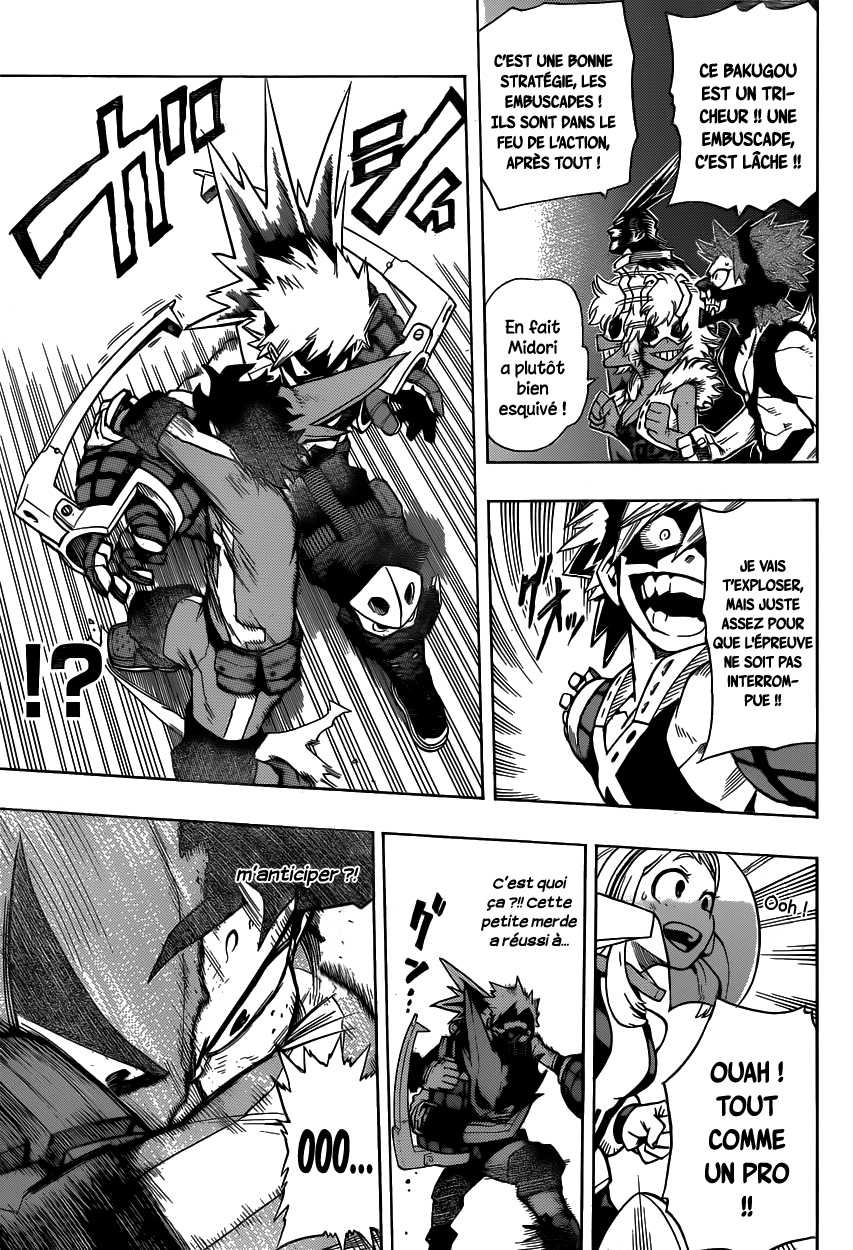 CE BAKUGOU
EST UN TRI-
CHEUR !! UNE
EMBUSCADE,
C'EST LÂCHE !!
C'EST UNE BONNE
STRATÉGIE, LES
EMBUSCADES !
ILS SONT DANS LE
FEU DE L'ACTION,
APRÈS TOUT !
En fait
Midori
a plutôt
bien
esquivé !
JE VAIS
T'EXPLOSER,
MAIS JUSTE
ASSEZ POUR
QUE L'ÉPREUVE
NE SOIT PAS
INTERROM-
PUE !!
!?
Ooh !
OUAH !
TOUT
COMME
UN PRO
!!
C'est quoi
ça ?!! Cette
petite merde
a réussi à...
m'anticiper ?!
OOO...